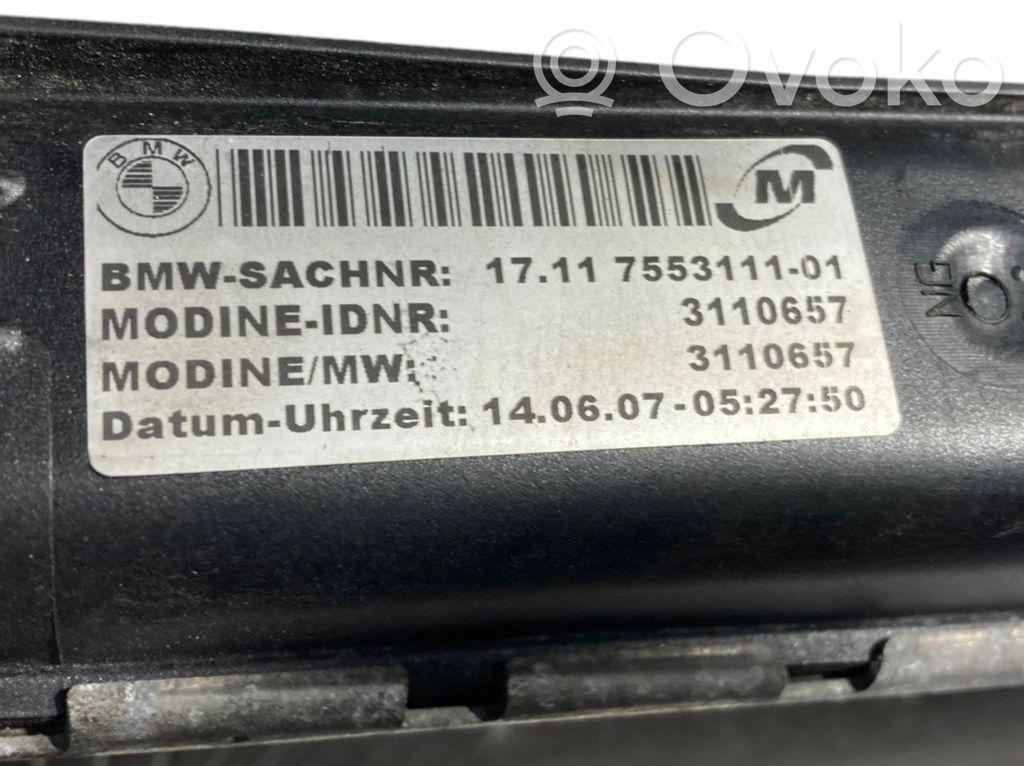 Ovoko
BMW
M
BMW-SACHNR: 17.11 7553111-01
MODINE-IDNR: 3110657
MODINE/MW: 3110657
Datum-Uhrzeit: 14.06.07-05:27:50